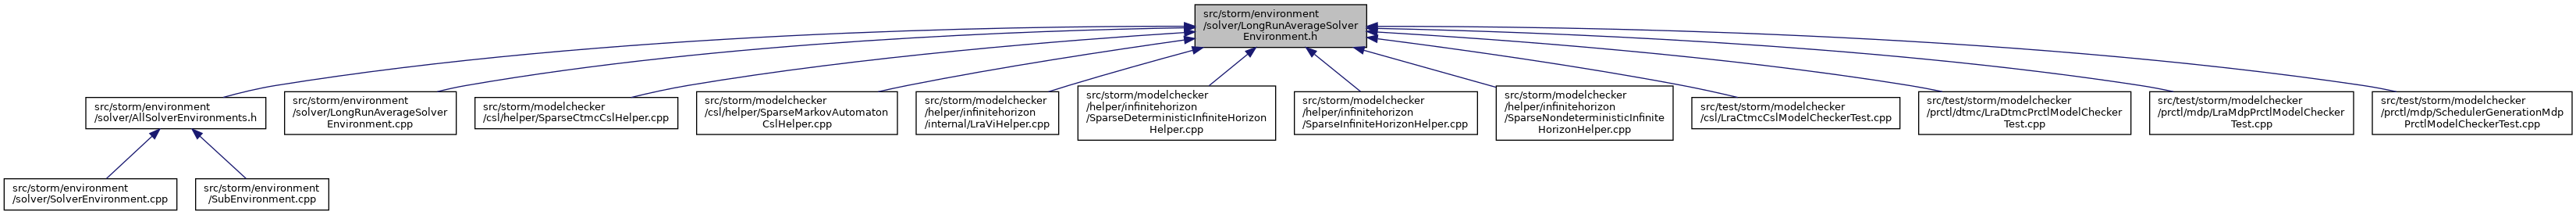 src/storm/environment
/solver/LongRunAverageSolver
Environment.h
src/storm/environment
/solver/AllSolverEnvironments.h
src/storm/environment
/solver/LongRunAverageSolver
Environment.cpp
src/storm/modelchecker
/csl/helper/SparseCtmcCslHelper.cpp
src/storm/modelchecker
/csl/helper/SparseMarkovAutomaton
CslHelper.cpp
src/storm/modelchecker
/helper/infinitehorizon
/internal/LraViHelper.cpp
src/storm/modelchecker
/helper/infinitehorizon
/SparseDeterministicInfiniteHorizon
Helper.cpp
src/storm/modelchecker
/helper/infinitehorizon
/SparseInfiniteHorizonHelper.cpp
src/storm/modelchecker
/helper/infinitehorizon
/SparseNondeterministicInfinite
HorizonHelper.cpp
src/test/storm/modelchecker
/csl/LraCtmcCslModelCheckerTest.cpp
src/test/storm/modelchecker
/prctl/dtmc/LraDtmcPrctlModelChecker
Test.cpp
src/test/storm/modelchecker
/prctl/mdp/LraMdpPrctlModelChecker
Test.cpp
src/test/storm/modelchecker
/prctl/mdp/SchedulerGenerationMdp
PrctlModelCheckerTest.cpp
src/storm/environment
/solver/SolverEnvironment.cpp
src/storm/environment
/SubEnvironment.cpp